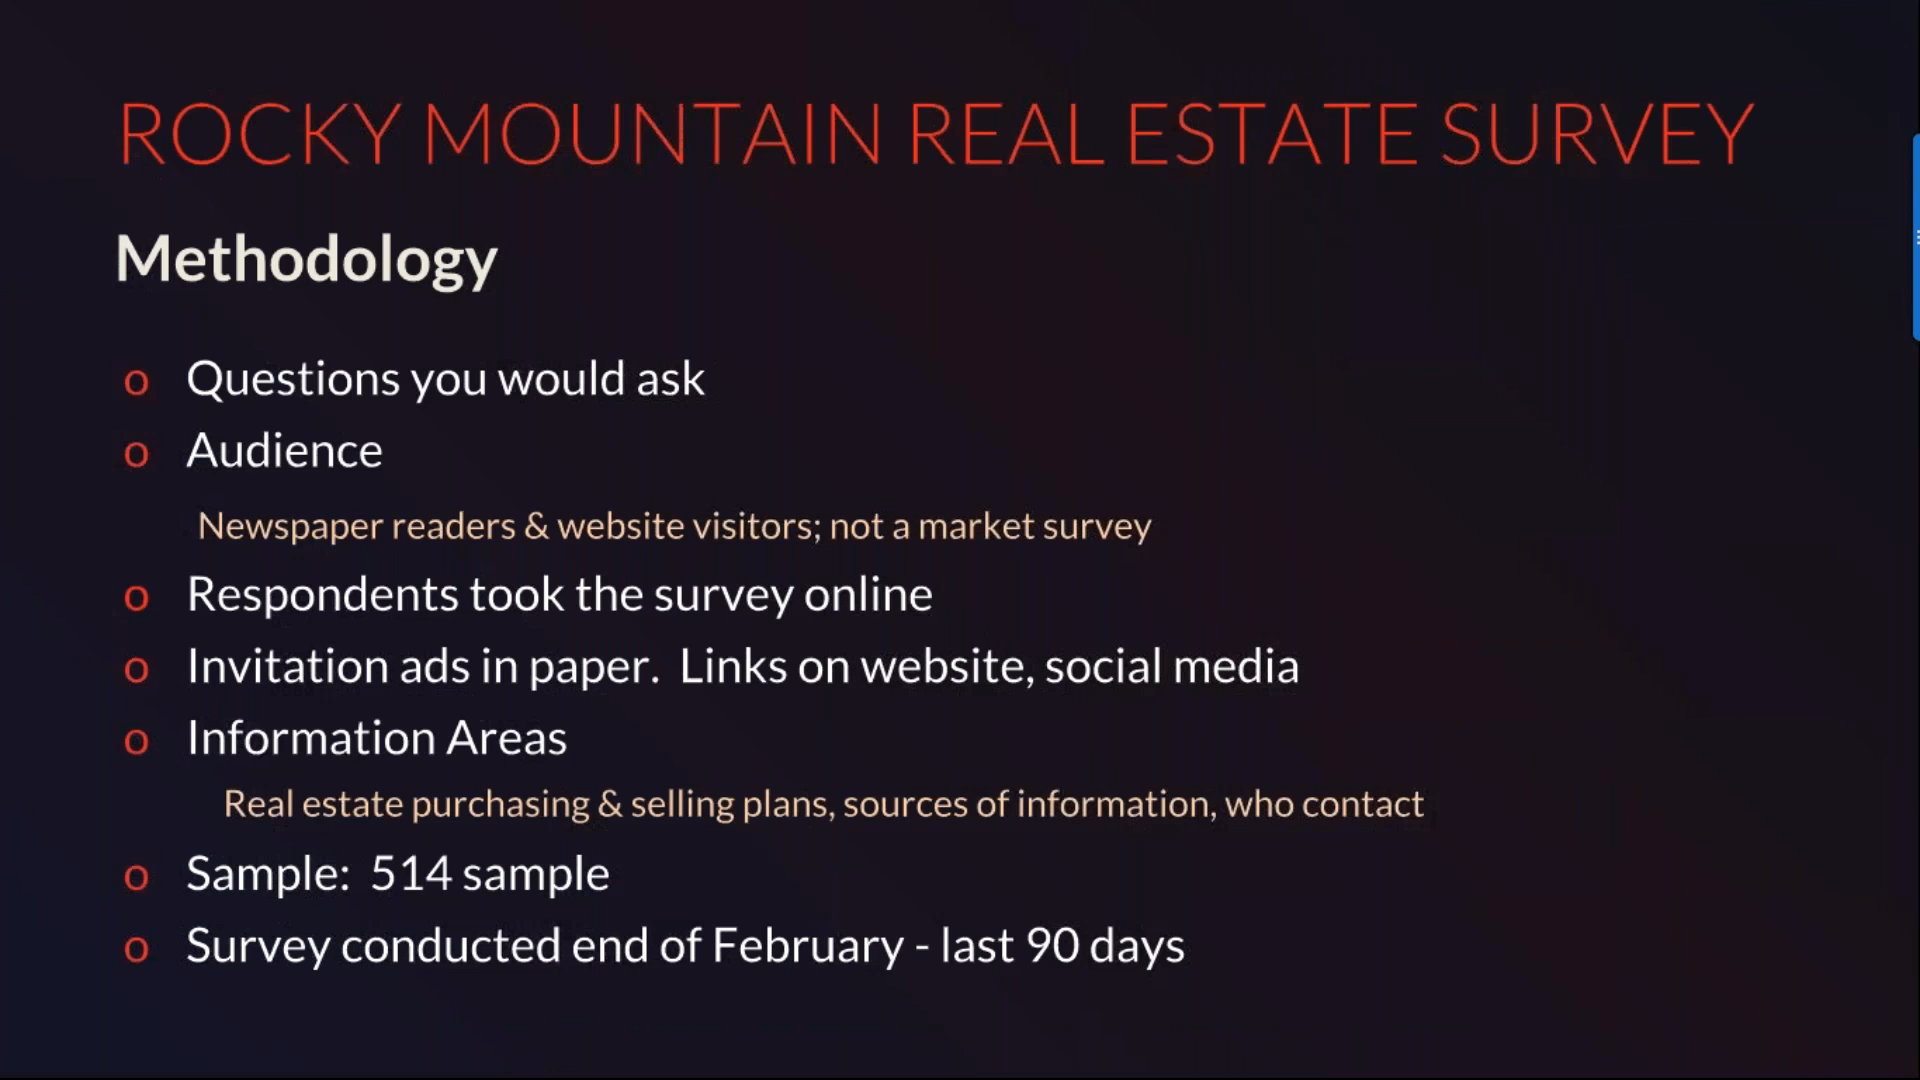 ROCKY MOUNTAIN REAL ESTATE SURVEY
Methodology
o Questions you would ask
o Audience
Newspaper readers & website visitors; not a market survey
o Respondents took the survey online
o Invitation ads in paper.  Links on website, social media
o Information Areas
Real estate purchasing & selling plans, sources of information, who contact
o Sample:  514 sample
o Survey conducted end of February - last 90 days